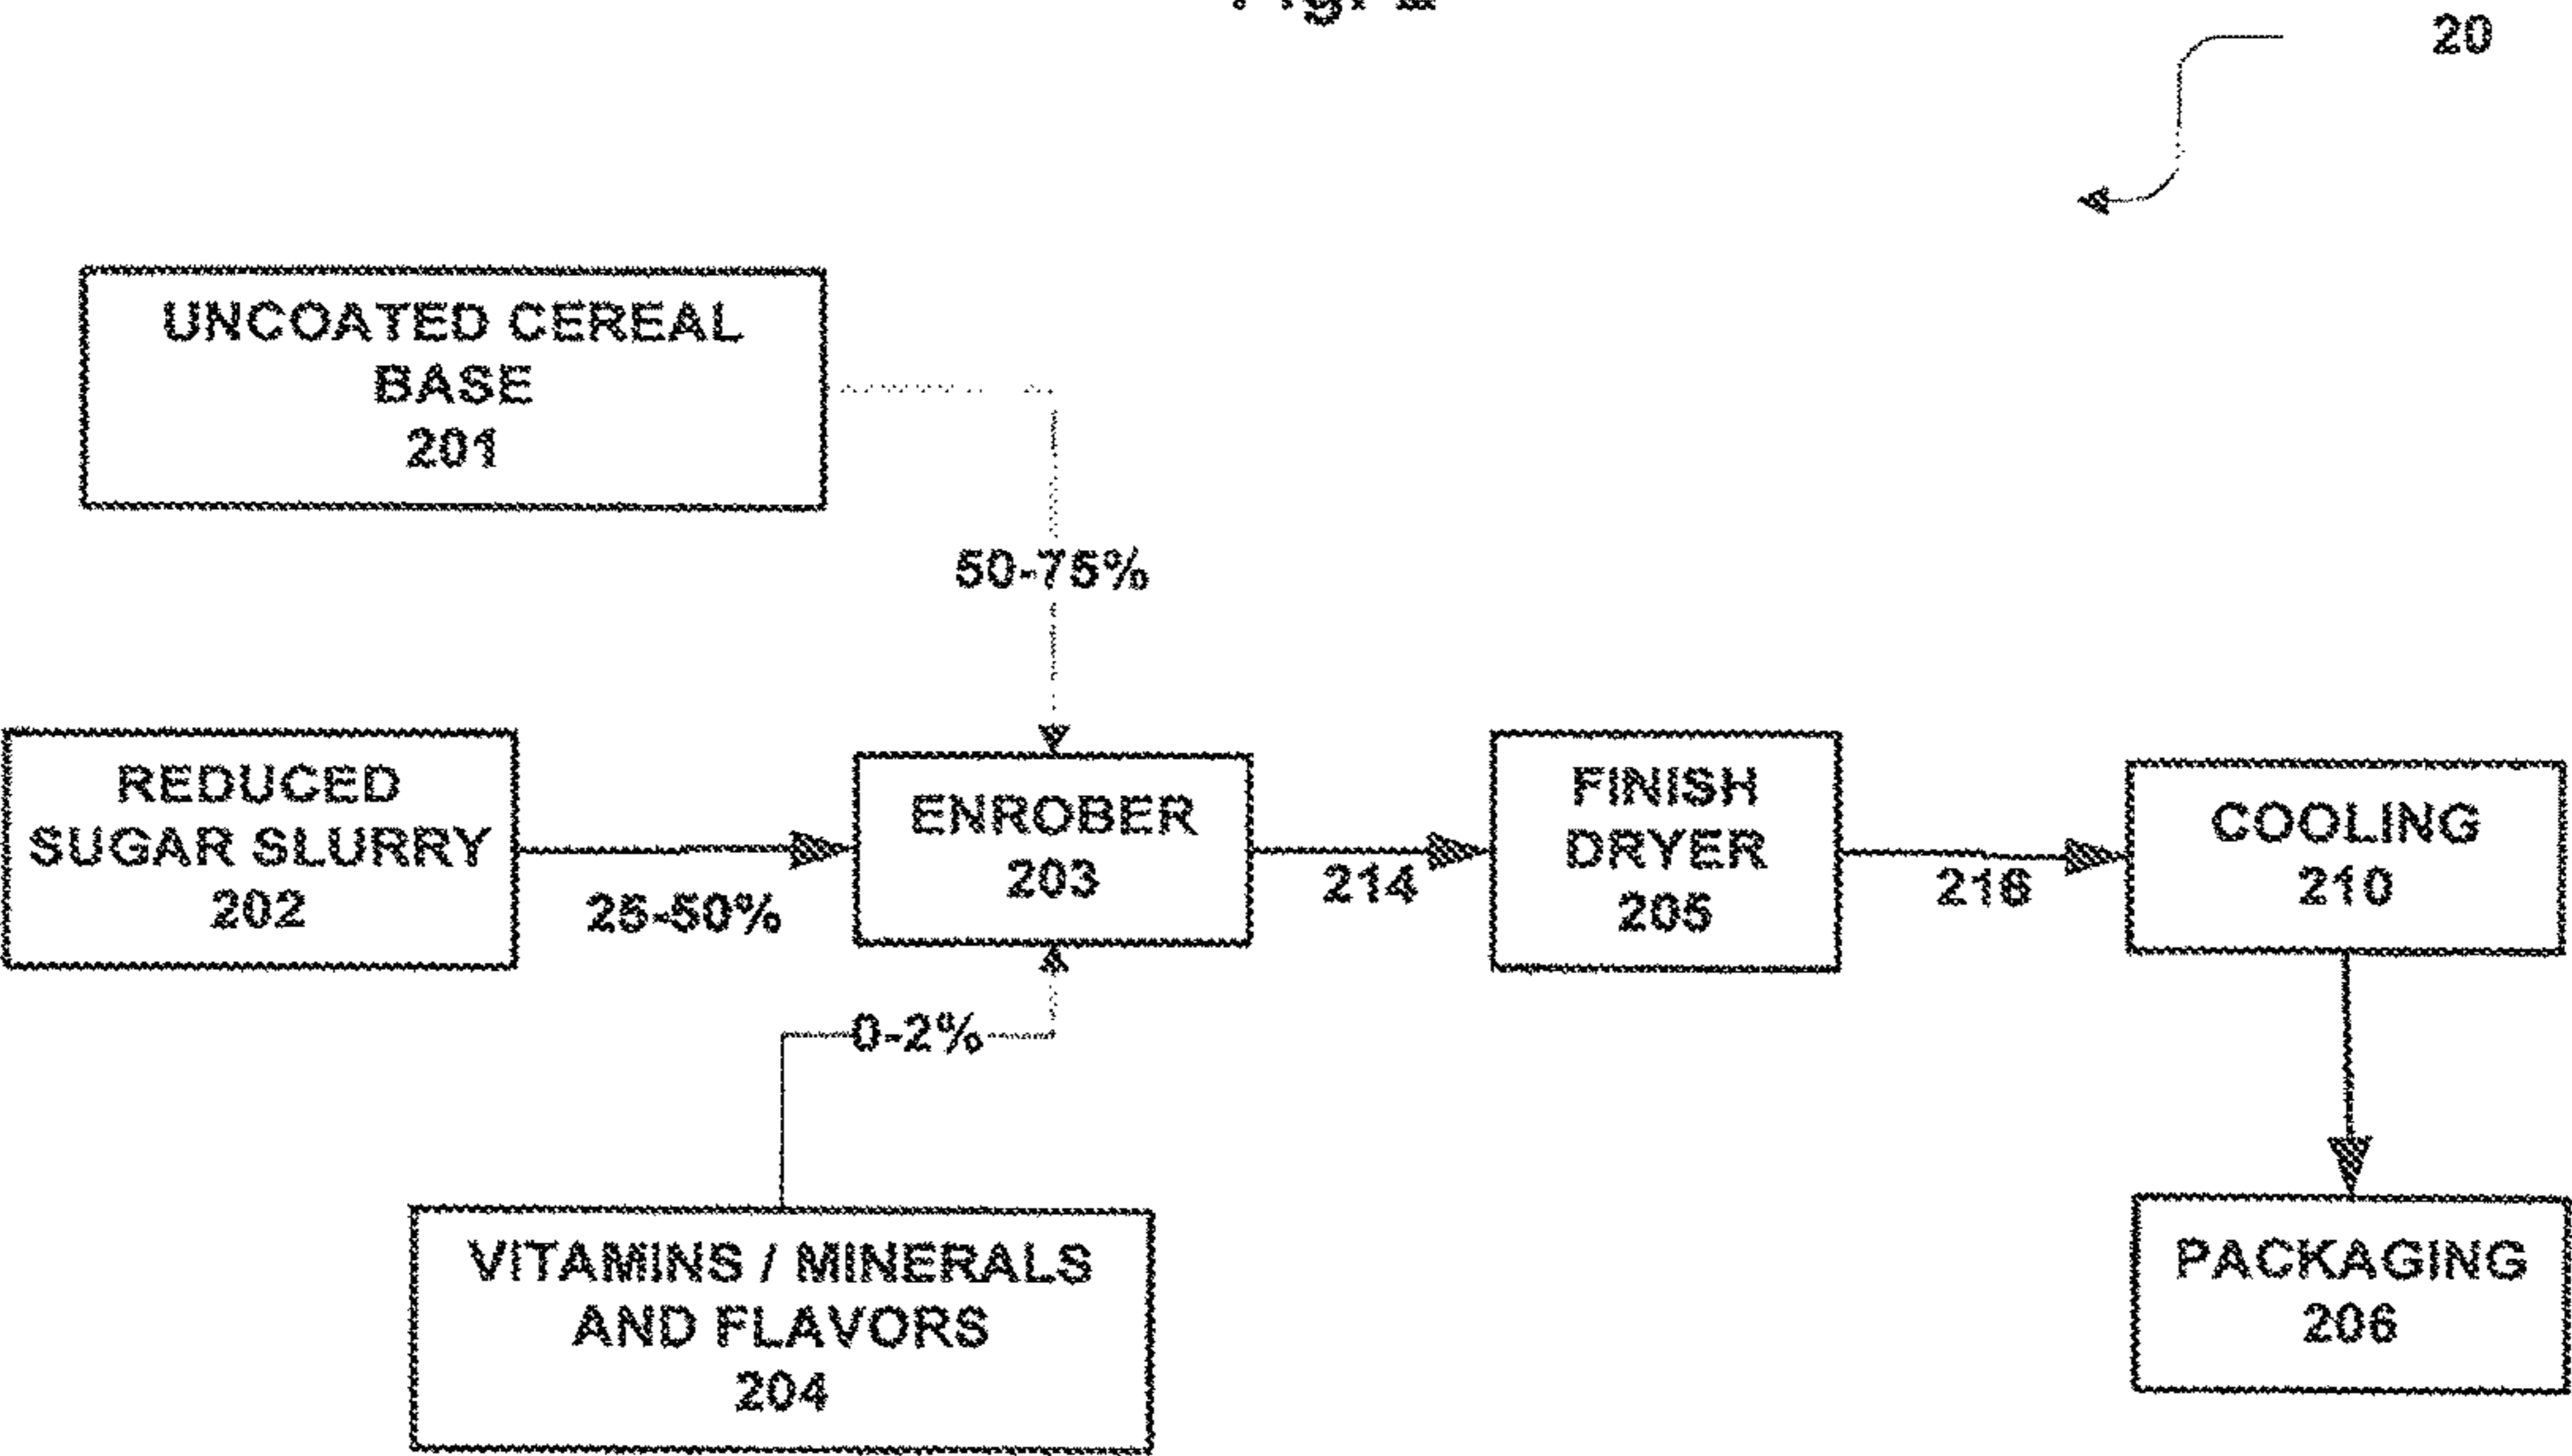 20
UNCOATED CEREAL
BASE
201
50-75%
REDUCED
SUGAR SLURRY
202
25-50%
ENROBER
203
214
FINISH
DRYER
205
216
COOLING
210
0-2%
VITAMINS / MINERALS
AND FLAVORS
204
PACKAGING
206